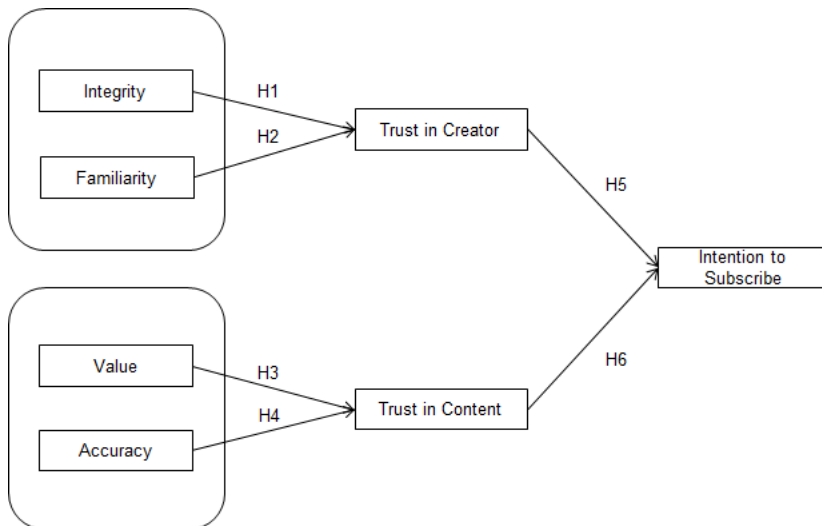 Integrity
H1
Familiarity
H2
Trust in Creator
H5
Intention to
Subscribe
Value
H3
Accuracy
H4
Trust in Content
H6